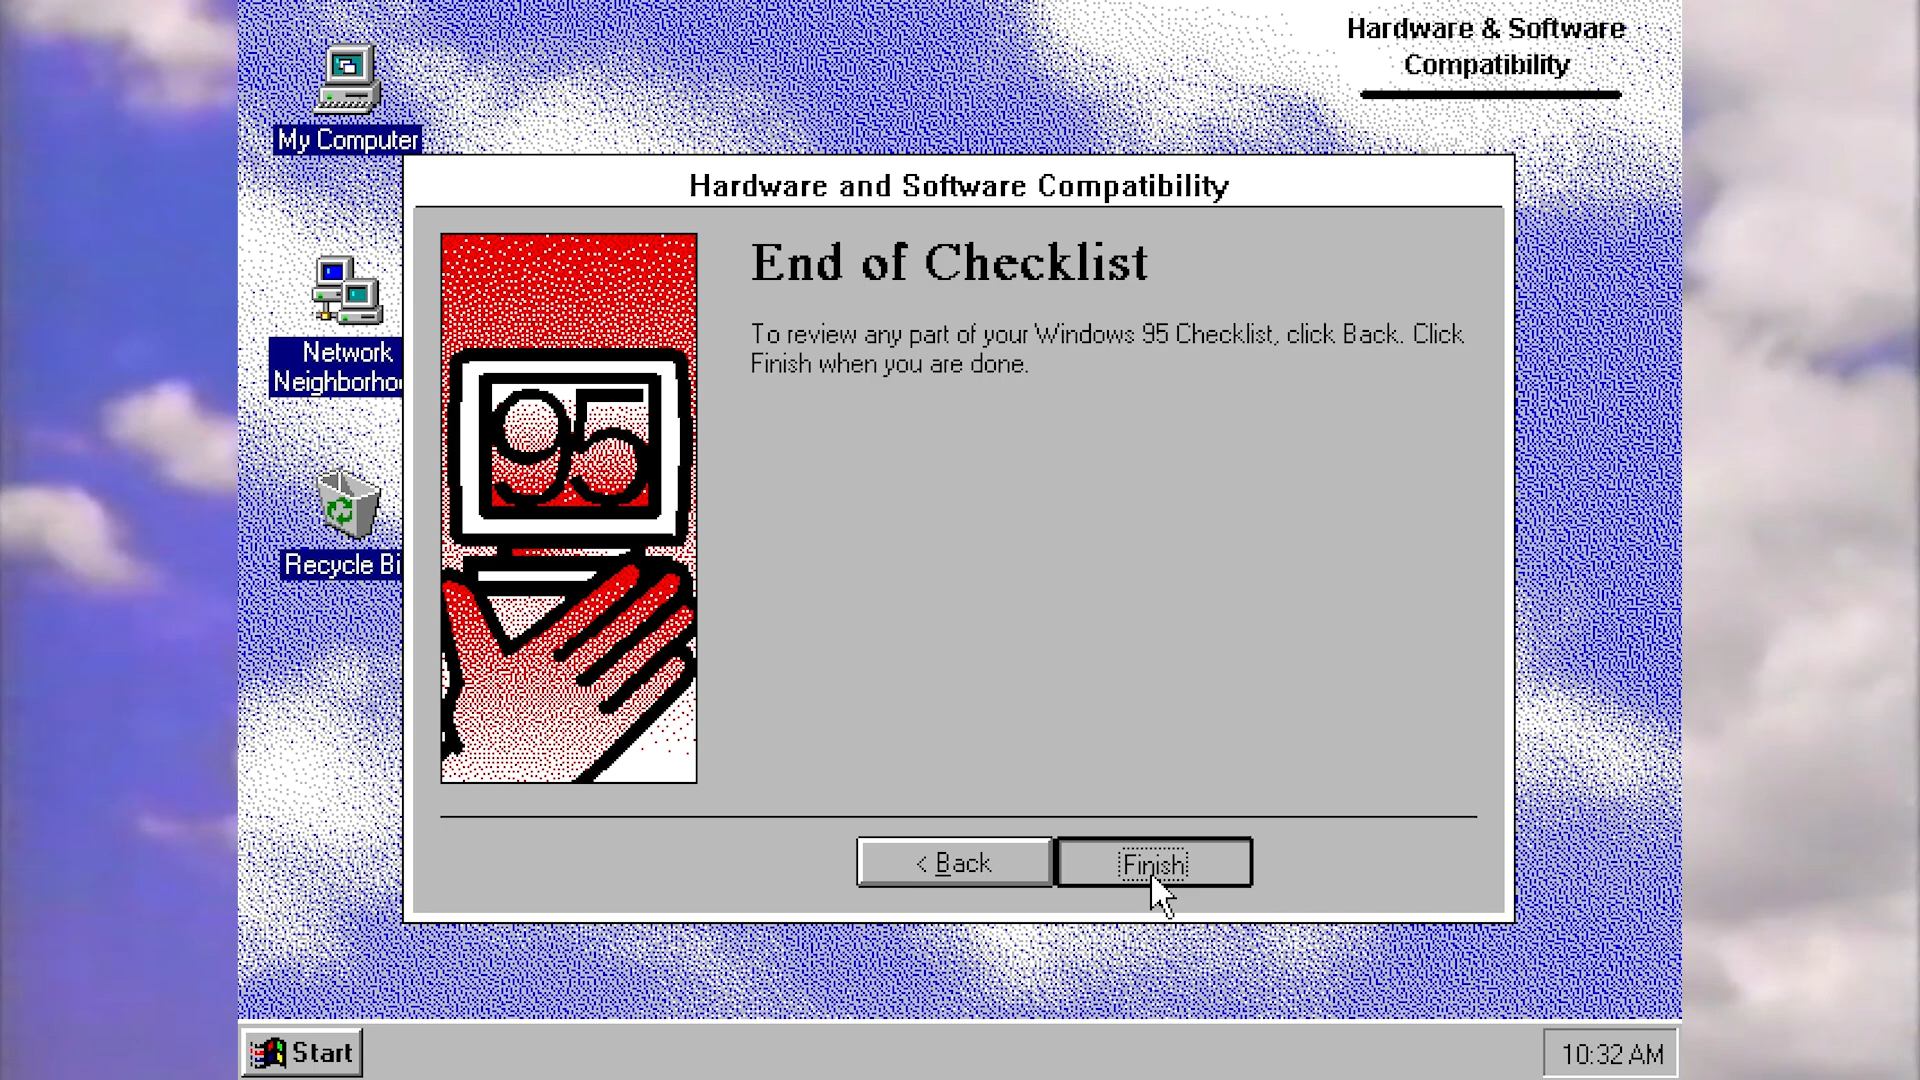 Hardware & Software
Compatibility
My Computer
Hardware and Software Compatibility
End of Checklist
To review any part of your Windows 95 Checklist, click Back. Click
Finish when you are done.
Network
Neighborhoo
95
Recycle Bi
< Back
Finish
Start
10:32 AM